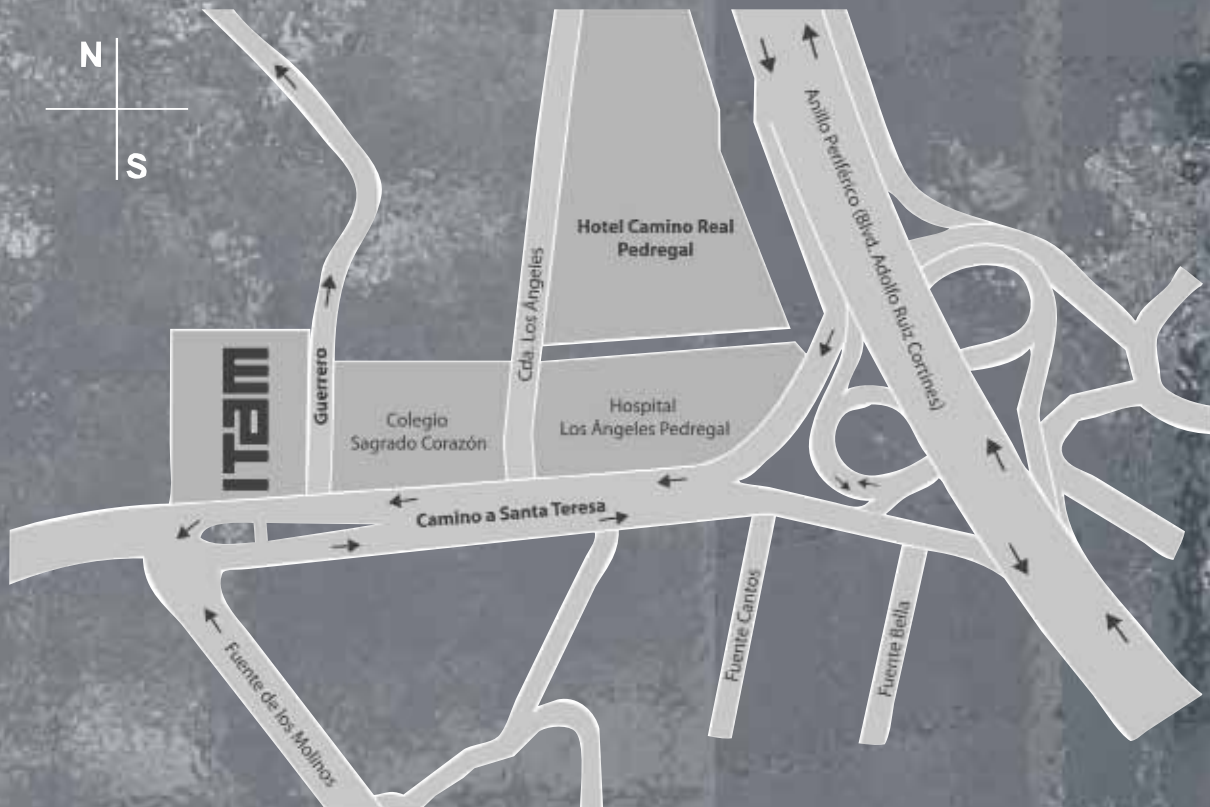 N
S
Anillo Periférico (Blvd. Adolfo Ruiz Cortines)
Hotel Camino Real
Pedregal
Cda. Los Ángeles
ITAM
Guerrero
Colegio
Sagrado Corazón
Hospital
Los Ángeles Pedregal
Camino a Santa Teresa
Fuente de los Molinos
Fuente Cantos
Fuente Bella